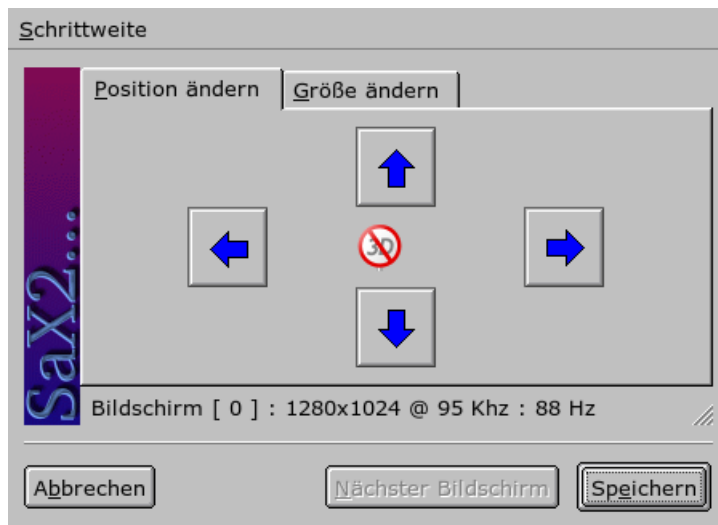 Schrittweite
Position ändern
Größe ändern
3D
SaX2...
Bildschirm [ 0 ] : 1280x1024 @ 95 Khz : 88 Hz
Abbrechen
Nächster Bildschirm
Speichern